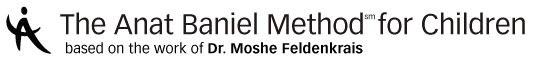 The Anat Baniel Method℠ for Children
based on the work of Dr. Moshe Feldenkrais